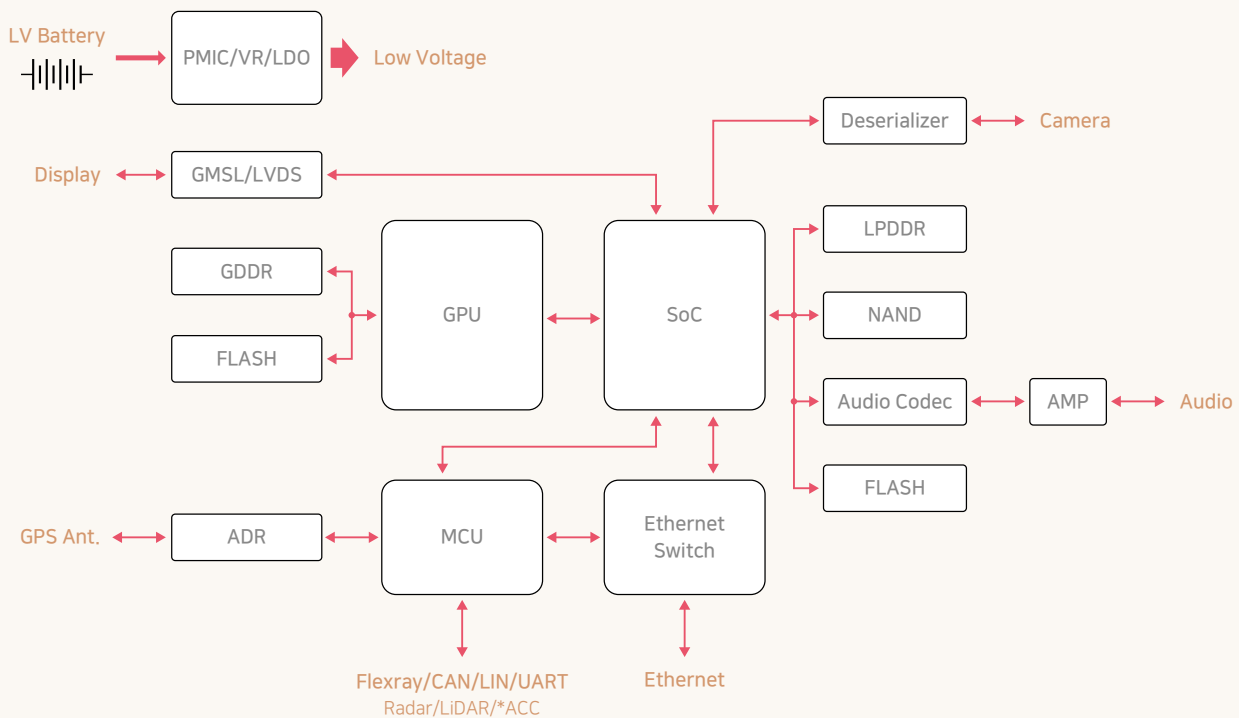 LV Battery
PMIC/VR/LDO
Low Voltage
Deserializer
Camera
Display
GMSL/LVDS
LPDDR
GDDR
GPU
SoC
NAND
FLASH
Audio Codec
AMP
Audio
FLASH
GPS Ant.
ADR
MCU
Ethernet
Switch
Flexray/CAN/LIN/UART
Radar/LiDAR/*ACC
Ethernet